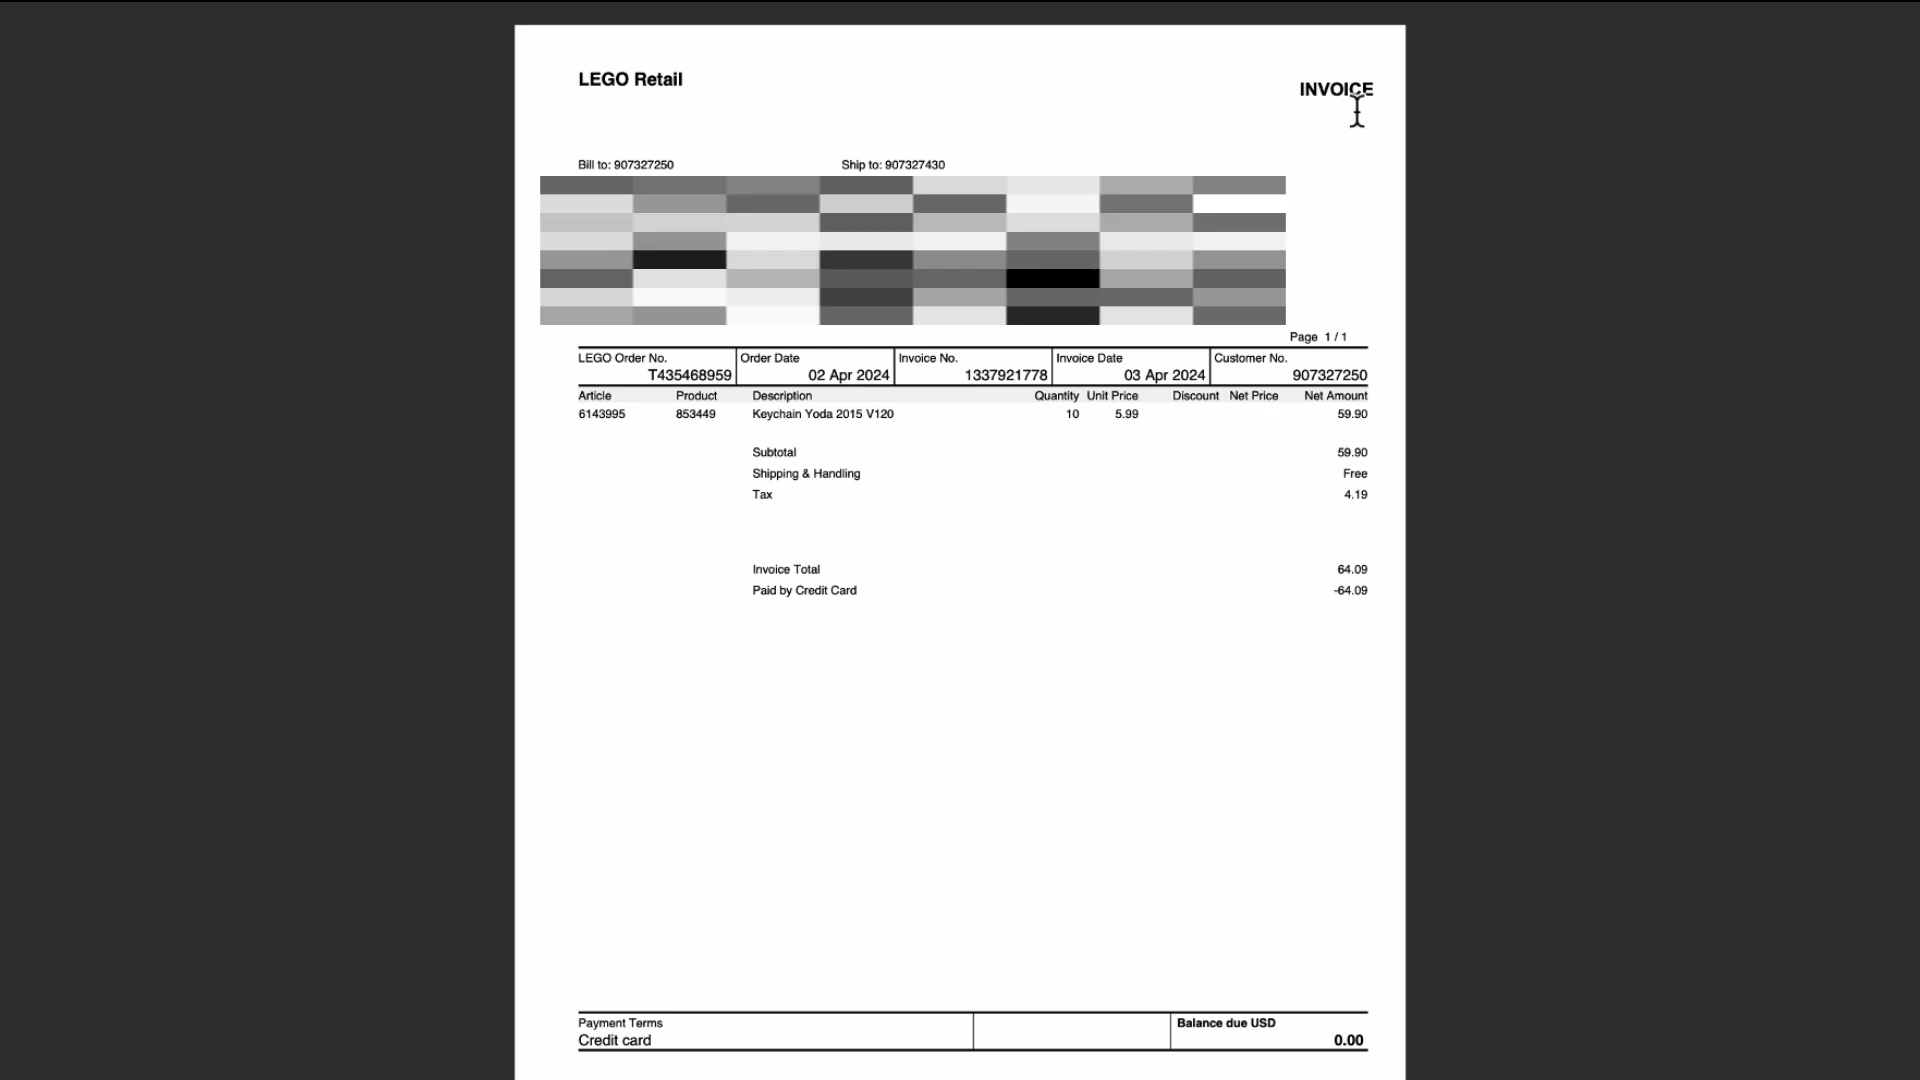 LEGO Retail
INVOICE
Bill to: 907327250 Ship to: 907327430
Page 1 / 1
LEGO Order No. Order Date Invoice No. Invoice Date Customer No.
T435468959 02 Apr 2024 1337921778 03 Apr 2024 907327250
Article Product Description Quantity Unit Price Discount Net Price Net Amount
6143995 853449 Keychain Yoda 2015 V120 10 5.99 59.90
Subtotal 59.90
Shipping & Handling Free
Tax 4.19
Invoice Total 64.09
Paid by Credit Card -64.09
Payment Terms Balance due USD
Credit card 0.00